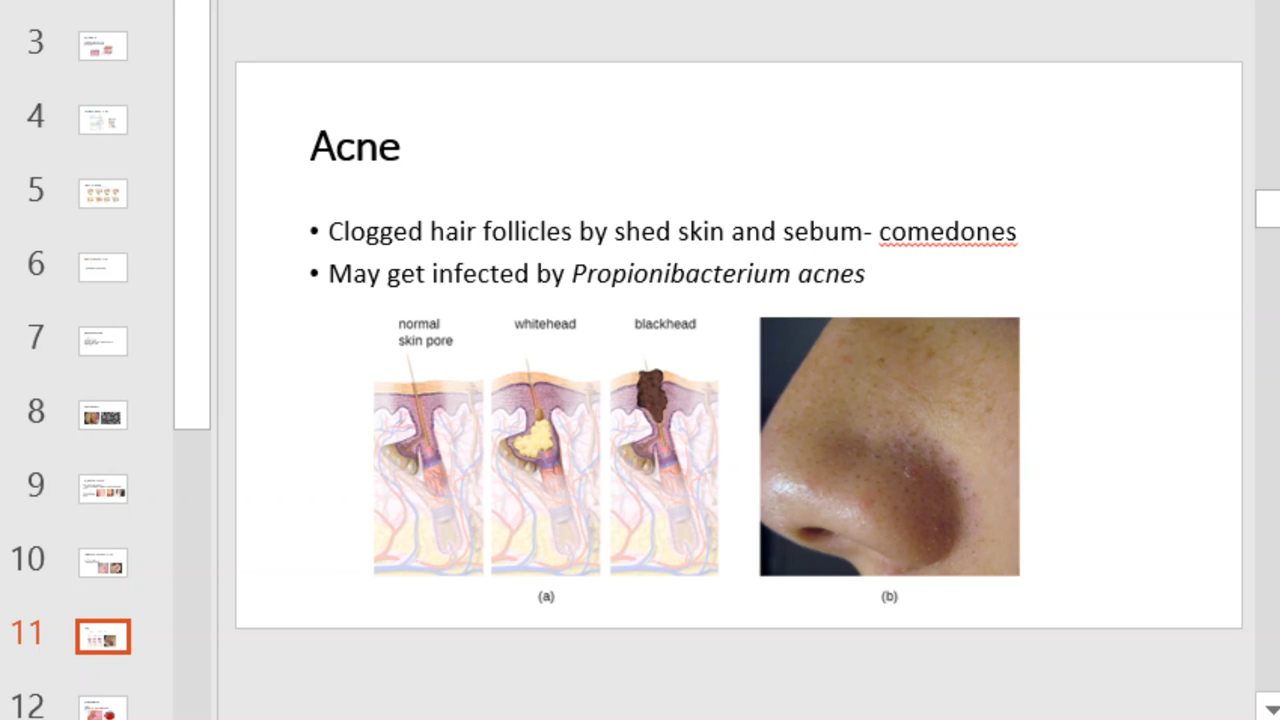 3
4
5
6
7
8
9
10
11
12
Acne
• Clogged hair follicles by shed skin and sebum- comedones
• May get infected by Propionibacterium acnes
normal
skin pore
whitehead
blackhead
(a)
(b)